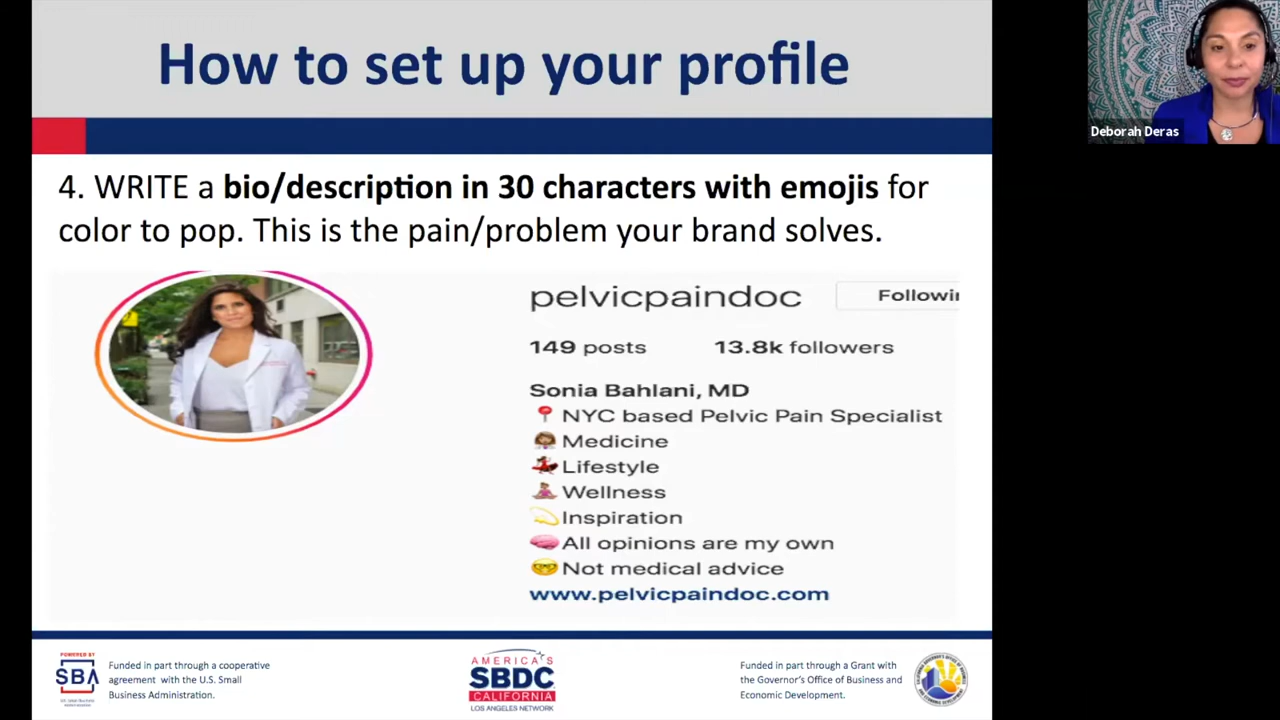 How to set up your profile
Deborah Deras
4. WRITE a bio/description in 30 characters with emojis for
color to pop. This is the pain/problem your brand solves.
pelvicpaindoc
Followin
149 posts 13.8k followers
Sonia Bahlani, MD
📍 NYC based Pelvic Pain Specialist
👩🏽‍⚕️ Medicine
💃🏽 Lifestyle
🧘🏽‍♀️ Wellness
💫 Inspiration
🧠 All opinions are my own
🤓 Not medical advice
www.pelvicpaindoc.com
POWERED BY
SBA
Funded in part through a cooperative
agreement with the U.S. Small
Business Administration.
AMERICA'S
SBDC
CALIFORNIA
LOS ANGELES NETWORK
Funded in part through a Grant with
the Governor's Office of Business and
Economic Development.